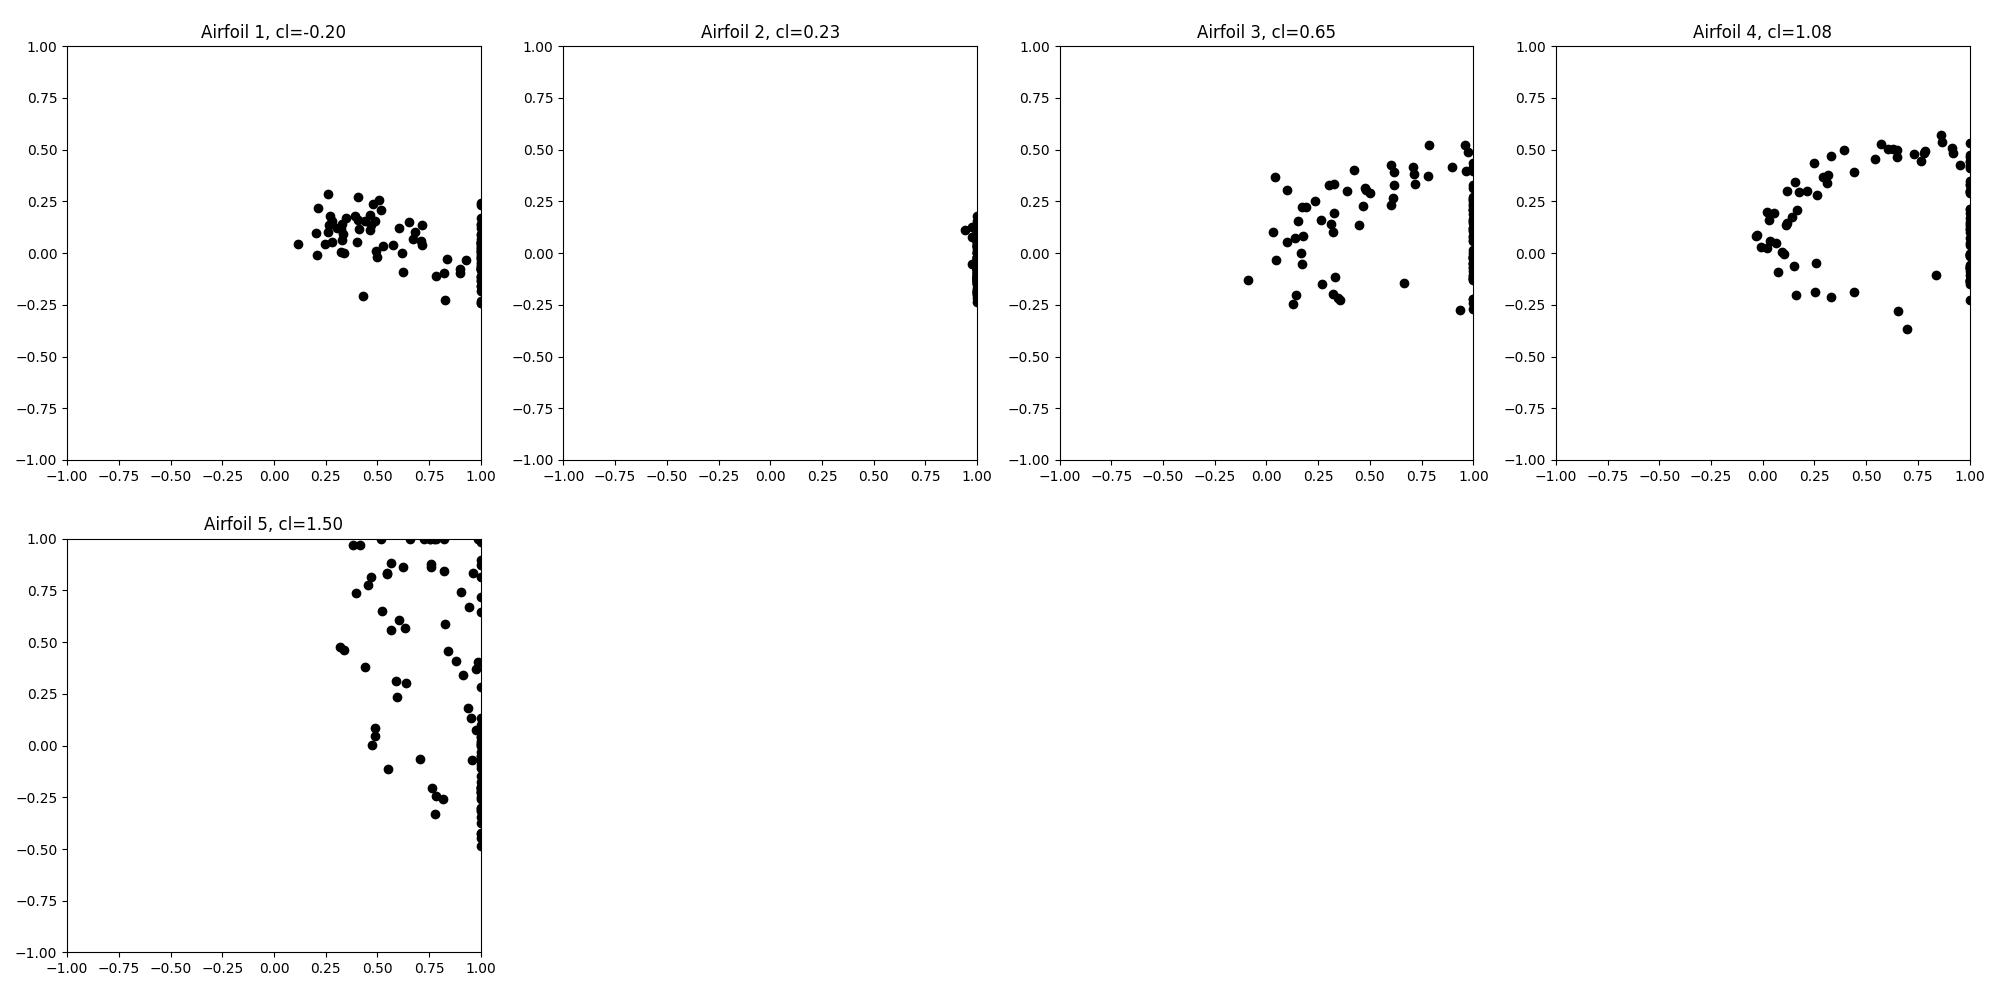 Airfoil 1, cl=-0.20
Airfoil 2, cl=0.23
Airfoil 3, cl=0.65
Airfoil 4, cl=1.08
1.00 1.00 1.00 1.00
0.75 0.75 0.75 0.75
0.50 0.50 0.50 0.50
0.25 0.25 0.25 0.25
0.00 0.00 0.00 0.00
−0.25 −0.25 −0.25 −0.25
−0.50 −0.50 −0.50 −0.50
−0.75 −0.75 −0.75 −0.75
−1.00 −1.00 −1.00 −1.00
−1.00 −0.75 −0.50 −0.25 0.00 0.25 0.50 0.75 1.00
−1.00 −0.75 −0.50 −0.25 0.00 0.25 0.50 0.75 1.00
−1.00 −0.75 −0.50 −0.25 0.00 0.25 0.50 0.75 1.00
−1.00 −0.75 −0.50 −0.25 0.00 0.25 0.50 0.75 1.00
Airfoil 5, cl=1.50
1.00
0.75
0.50
0.25
0.00
−0.25
−0.50
−0.75
−1.00
−1.00 −0.75 −0.50 −0.25 0.00 0.25 0.50 0.75 1.00